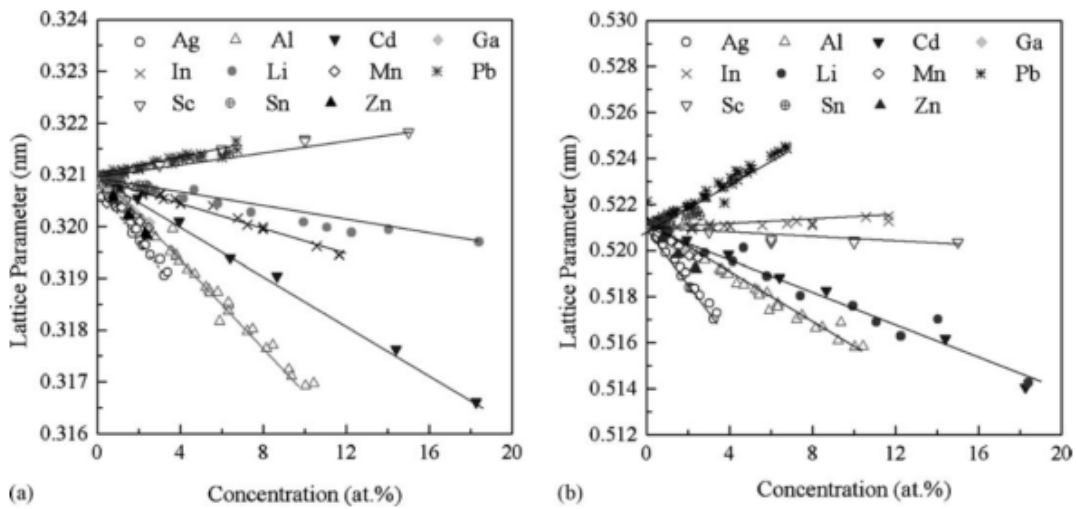 0.324
0.323
0.322
0.321
0.320
0.319
0.318
0.317
0.316
Lattice Parameter (nm)
Ag Al Cd Ga
In Li Mn Pb
Sc Sn Zn
0 4 8 12 16 20
(a) Concentration (at.%)
0.530
0.528
0.526
0.524
0.522
0.520
0.518
0.516
0.514
0.512
Lattice Parameter (nm)
Ag Al Cd Ga
In Li Mn Pb
Sc Sn Zn
0 4 8 12 16 20
(b) Concentration (at.%)